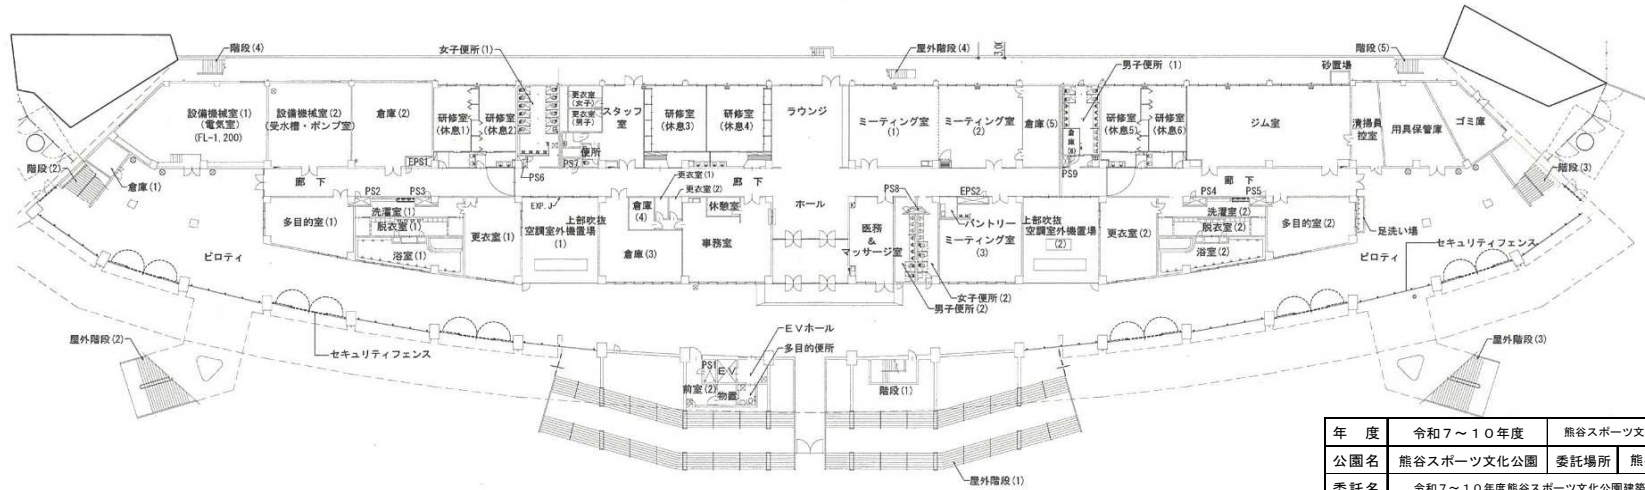 階段(4)
女子便所(1)
屋外階段(4)
3.00
階段(5)
男子便所(1)
砂置場
設備機械室(1)
(電気室)
(FL-1,200)
設備機械室(2)
(受水槽・ポンプ室)
倉庫(2)
研修室
(休息1)
研修室
(休息2)
更衣室
(女子)
更衣室
(男子)
便所
スタッフ
室
研修室
(休息3)
研修室
(休息4)
ラウンジ
ミーティング室
(1)
ミーティング室
(2)
倉庫(5)
倉庫
研修室
(休息5)
研修室
(休息6)
ジム室
清掃員
控室
用具保管庫
ゴミ庫
EPS1
PS7
PS6
PS9
階段(2)
倉庫(1)
廊下
PS2
PS3
EXP.J
更衣室(1)
更衣室(2)
廊下
PS8
EPS2
PS4
PS5
廊下
階段(3)
多目的室(1)
洗濯室(1)
脱衣室(1)
浴室(1)
更衣室(1)
上部吹抜
空調室外機置場
(1)
倉庫
(4)
倉庫(3)
休憩室
事務室
ホール
医務
&
マッサージ室
パントリー
ミーティング室
(3)
上部吹抜
空調室外機置場
(2)
更衣室(2)
洗濯室(2)
脱衣室(2)
浴室(2)
多目的室(2)
足洗い場
セキュリティフェンス
ピロティ
ピロティ
女子便所(2)
男子便所(2)
屋外階段(2)
セキュリティフェンス
EVホール
多目的便所
PS1
EV
前室(2)
物置
階段(1)
屋外階段(3)
屋外階段(1)
年 度 令和7～10年度 熊谷スポーツ文
公園名 熊谷スポーツ文化公園 委託場所 熊
委託名 令和7～10年度熊谷スポーツ文化公園建築